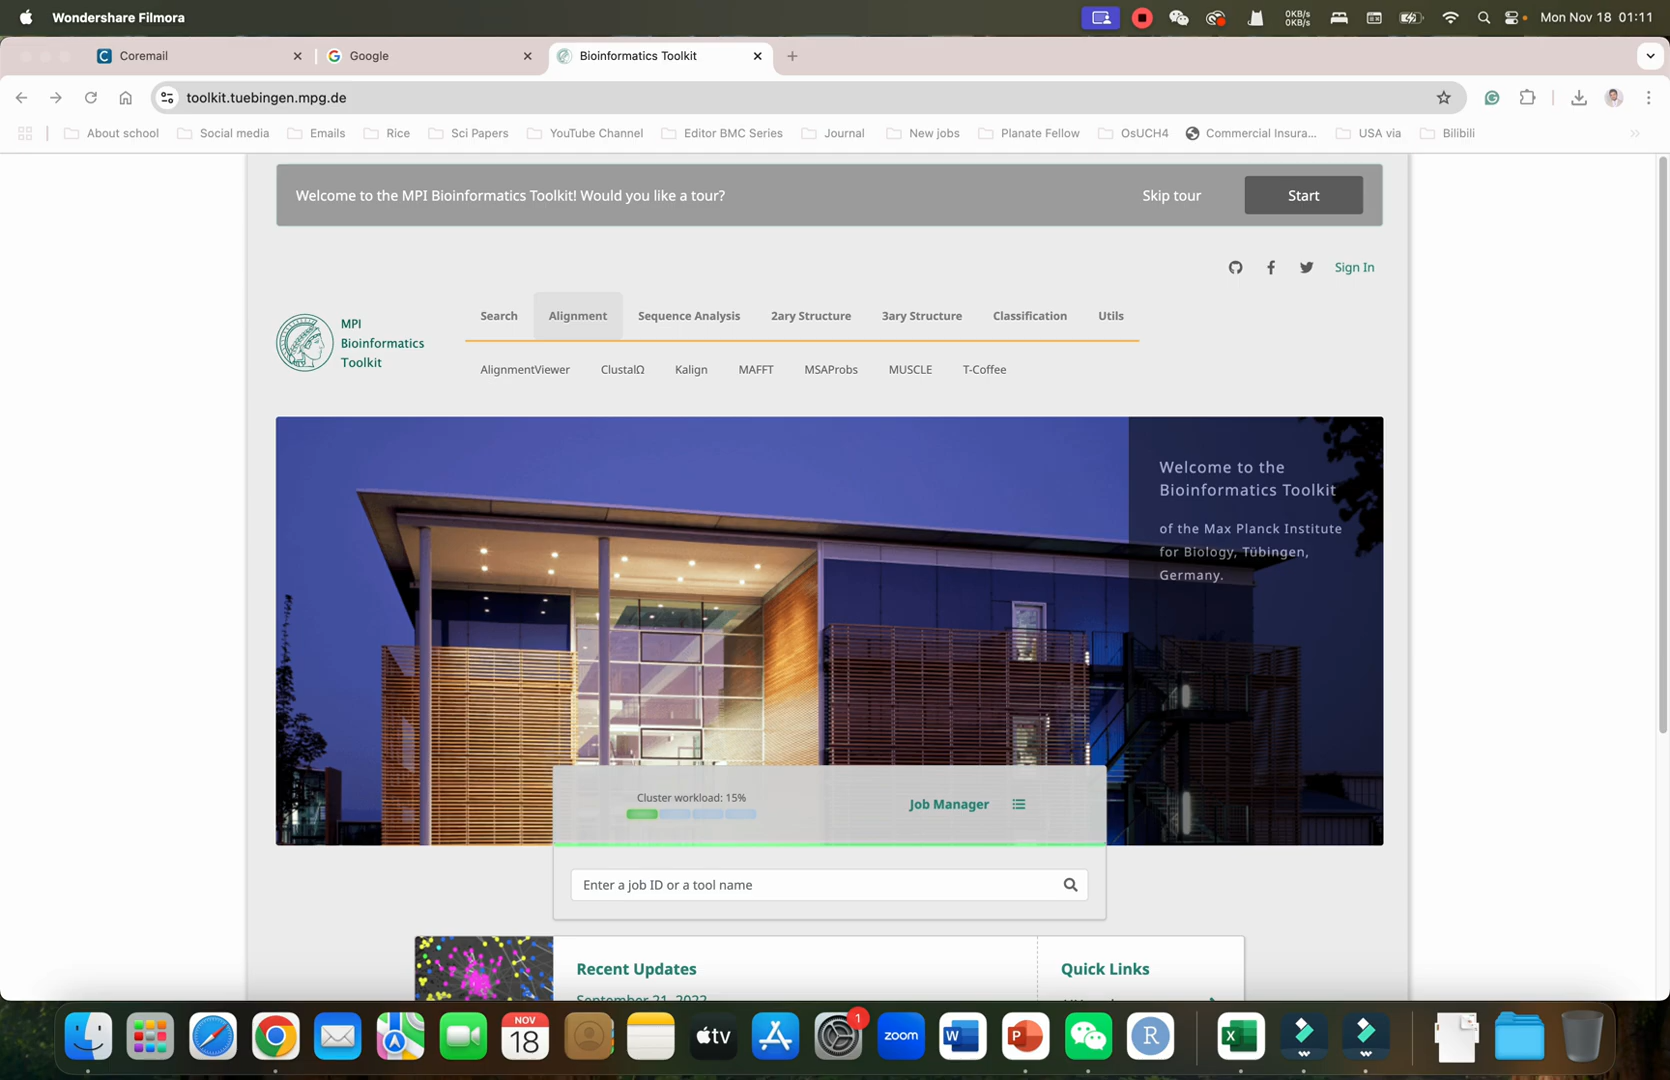 Wondershare Filmora
0KB/s
0KB/s
Mon Nov 18 01:11
Coremail
Google
Bioinformatics Toolkit
toolkit.tuebingen.mpg.de
About school
Social media
Emails
Rice
Sci Papers
YouTube Channel
Editor BMC Series
Journal
New jobs
Planate Fellow
OsUCH4
Commercial Insura...
USA via
Bilibili
Welcome to the MPI Bioinformatics Toolkit! Would you like a tour?
Skip tour
Start
Sign In
MPI
Bioinformatics
Toolkit
Search
Alignment
Sequence Analysis
2ary Structure
3ary Structure
Classification
Utils
AlignmentViewer
ClustalΩ
Kalign
MAFFT
MSAProbs
MUSCLE
T-Coffee
Welcome to the
Bioinformatics Toolkit
of the Max Planck Institute
for Biology, Tübingen,
Germany.
Cluster workload: 15%
Job Manager
Enter a job ID or a tool name
Recent Updates
September 21, 2022
Quick Links
NOV
18
tv
1
zoom
W
P
R
X